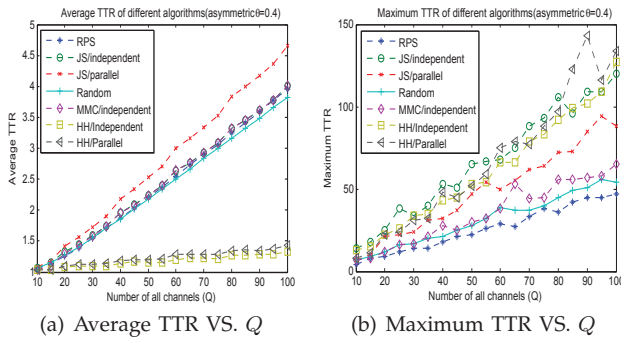 Average TTR of different algorithms(asymmetricθ=0.4)
5
4.5
4
3.5
3
2.5
2
1.5
1
Average TTR
RPS
JS/independent
JS/parallel
Random
MMC/independent
HH/Independent
HH/Parallel
10 20 30 40 50 60 70 80 90 100
Number of all channels (Q)
(a) Average TTR VS. Q
Maximum TTR of different algorithms(asymmetricθ=0.4)
150
100
50
0
Maximum TTR
RPS
JS/independent
JS/parallel
Random
MMC/independent
HH/Independent
HH/Parallel
10 20 30 40 50 60 70 80 90 100
Number of all channels (Q)
(b) Maximum TTR VS. Q